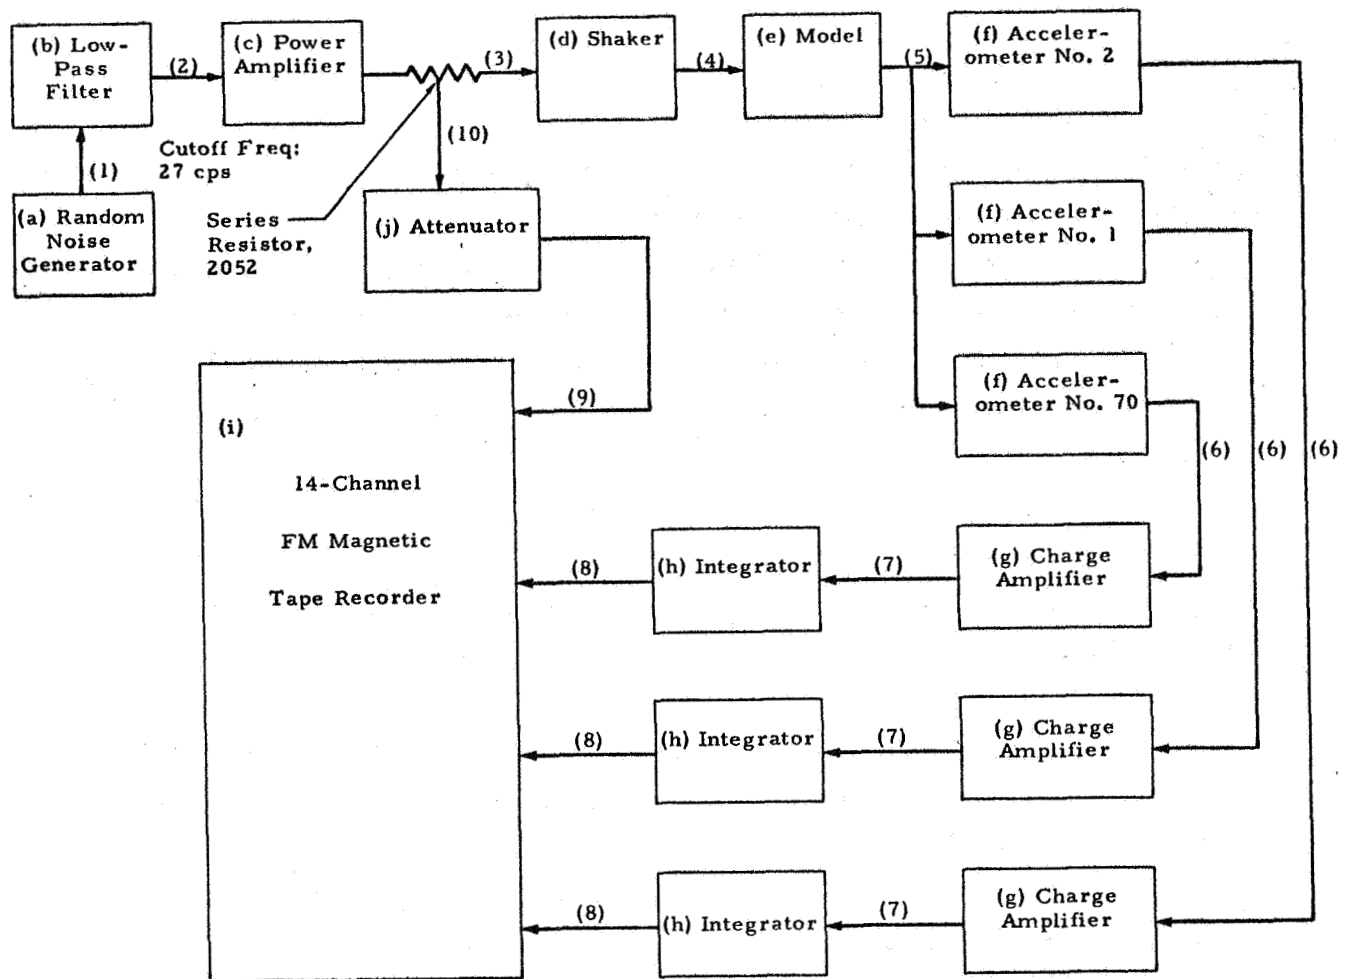 (b) Low-
Pass
Filter
(2)
(c) Power
Amplifier
(3)
(d) Shaker
(4)
(e) Model
(5)
(f) Acceler-
ometer No. 2
(1)
Cutoff Freq:
27 cps
(10)
(a) Random
Noise
Generator
Series
Resistor,
2052
(j) Attenuator
(f) Acceler-
ometer No. 1
(f) Acceler-
ometer No. 70
(9)
(6)
(6)
(6)
(i)
14-Channel
FM Magnetic
Tape Recorder
(8)
(h) Integrator
(7)
(g) Charge
Amplifier
(8)
(h) Integrator
(7)
(g) Charge
Amplifier
(8)
(h) Integrator
(7)
(g) Charge
Amplifier